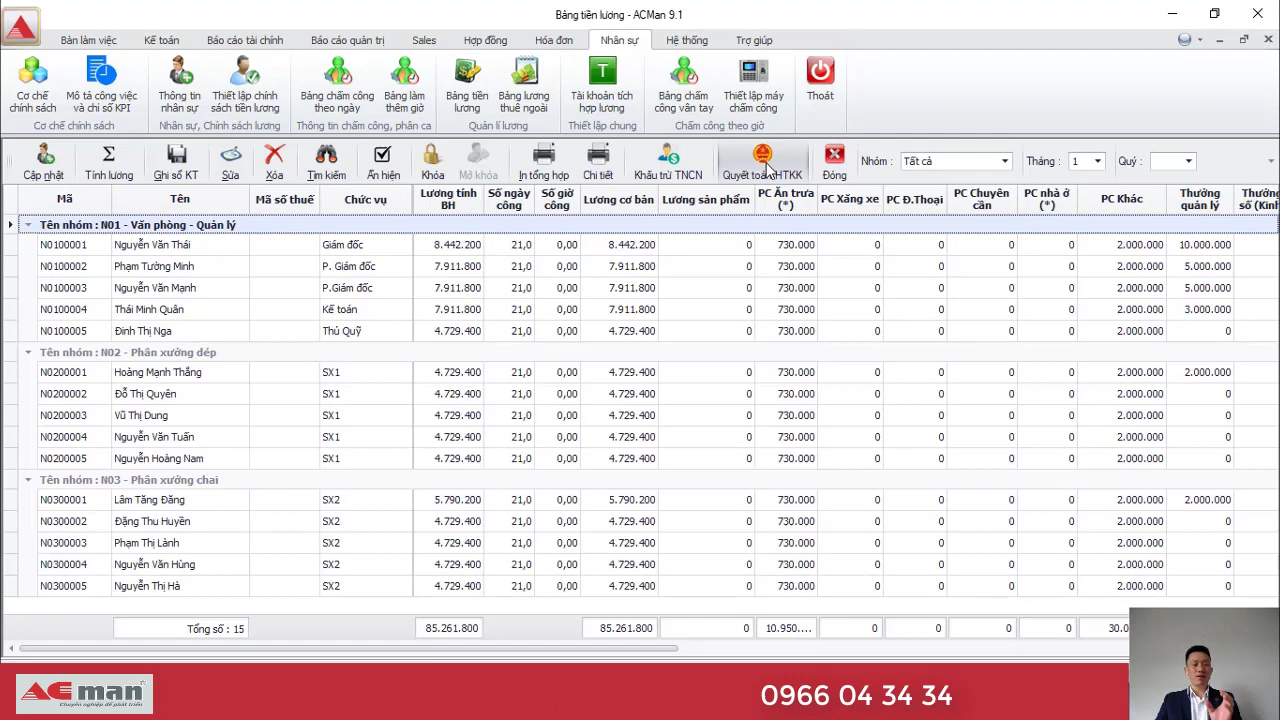 Bảng tiền lương - ACMan 9.1
Bàn làm việc Kế toán Báo cáo tài chính Báo cáo quản trị Sales Hợp đồng Hóa đơn Nhân sự Hệ thống Trợ giúp
Cơ chế chính sách Mô tả công việc và chỉ số KPI Thông tin nhân sự Thiết lập chính sách tiền lương Bảng chấm công theo ngày Bảng làm thêm giờ Bảng tiền lương Bảng lương thuê ngoài Tài khoản tích hợp lương Bảng chấm công vân tay Thiết lập máy chấm công Thoát
Cơ chế chính sách Nhân sự, Chính sách lương Thông tin chấm công, phân ca Quản lí lương Thiết lập chung Chấm công theo giờ
Cập nhật Tính lương Ghi sổ KT Sửa Xóa Tìm kiếm Ẩn hiện Khóa Mở khóa In tổng hợp Chi tiết Khấu trừ TNCN HTKK Đóng Nhóm : Tất cả Tháng : 1 Quý :
Mã Tên Mã số thuế Chức vụ Lương tính BH Số ngày công Số giờ công Lương cơ bản Lương sản phẩm PC Ăn trưa (*) PC Xăng xe PC Đ.Thoại PC Chuyên cần PC nhà ở (*) PC Khác Thưởng quản lý
Tên nhóm : N01 - Văn phòng - Quản lý
N0100001 Nguyễn Văn Thái Giám đốc 8.442.200 21,0 0,00 8.442.200 0 730.000 0 0 0 0 2.000.000 10.000.000
N0100002 Phạm Tường Minh P. Giám đốc 7.911.800 21,0 0,00 7.911.800 0 730.000 0 0 0 0 2.000.000 5.000.000
N0100003 Nguyễn Văn Mạnh P.Giám đốc 7.911.800 21,0 0,00 7.911.800 0 730.000 0 0 0 0 2.000.000 5.000.000
N0100004 Thái Minh Quân Kế toán 7.911.800 21,0 0,00 7.911.800 0 730.000 0 0 0 0 2.000.000 3.000.000
N0100005 Đinh Thị Nga Thủ Quỹ 4.729.400 21,0 0,00 4.729.400 0 730.000 0 0 0 0 2.000.000 0
Tên nhóm : N02 - Phân xưởng dép
N0200001 Hoàng Mạnh Thắng SX1 4.729.400 21,0 0,00 4.729.400 0 730.000 0 0 0 0 2.000.000 2.000.000
N0200002 Đỗ Thị Quyên SX1 4.729.400 21,0 0,00 4.729.400 0 730.000 0 0 0 0 2.000.000 0
N0200003 Vũ Thị Dung SX1 4.729.400 21,0 0,00 4.729.400 0 730.000 0 0 0 0 2.000.000 0
N0200004 Nguyễn Văn Tuấn SX1 4.729.400 21,0 0,00 4.729.400 0 730.000 0 0 0 0 2.000.000 0
N0200005 Nguyễn Hoàng Nam SX1 4.729.400 21,0 0,00 4.729.400 0 730.000 0 0 0 0 2.000.000 0
Tên nhóm : N03 - Phân xưởng chai
N0300001 Lâm Tăng Đăng SX2 5.790.200 21,0 0,00 5.790.200 0 730.000 0 0 0 0 2.000.000 2.000.000
N0300002 Đặng Thu Huyền SX2 4.729.400 21,0 0,00 4.729.400 0 730.000 0 0 0 0 2.000.000 0
N0300003 Phạm Thị Lành SX2 4.729.400 21,0 0,00 4.729.400 0 730.000 0 0 0 0 2.000.000 0
N0300004 Nguyễn Văn Hùng SX2 4.729.400 21,0 0,00 4.729.400 0 730.000 0 0 0 0 2.000.000 0
N0300005 Nguyễn Thị Hà SX2 4.729.400 21,0 0,00 4.729.400 0 730.000 0 0 0 0 2.000.000 0
Tổng số : 15 85.261.800 85.261.800 0 10.950.... 0 0 0 0
ACman
Chuyên nghiệp để phát triển
0966 04 34 34